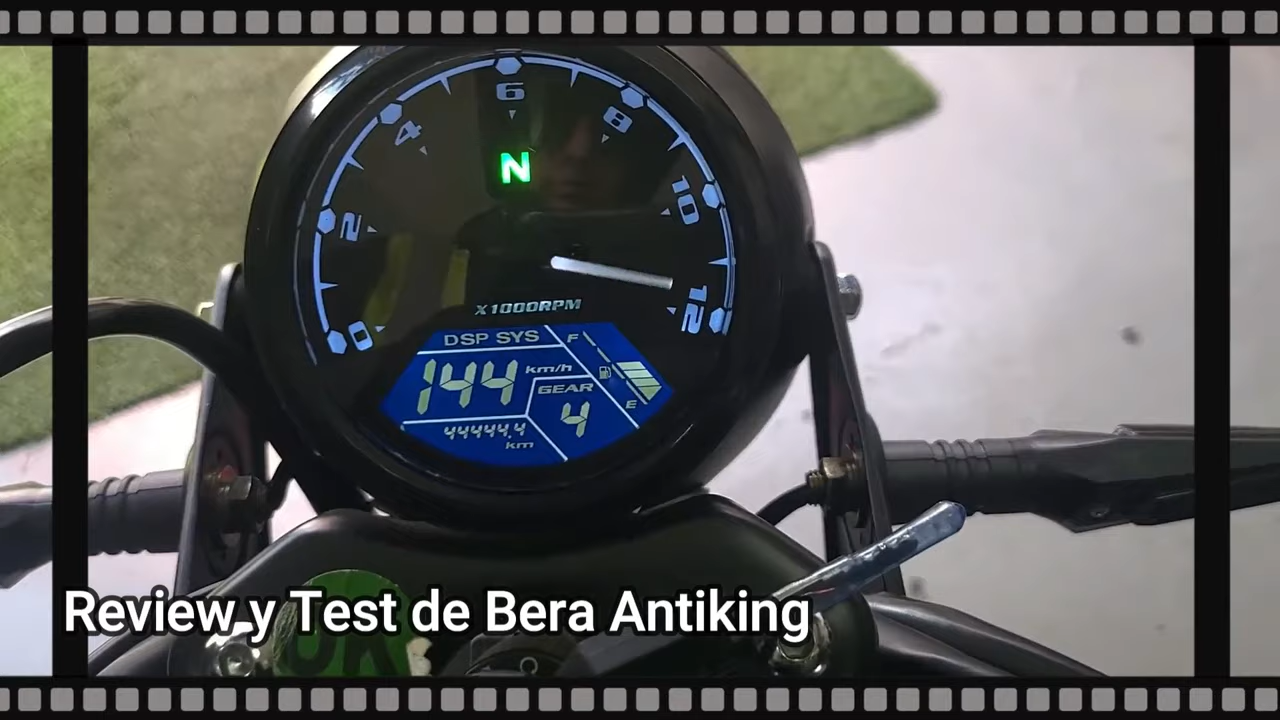 6
4 8
N
2 10
X1000RPM
0 12
DSP SYS F
144 km/h
GEAR
4 E
44444.4
km
Review y Test de Bera Antiking
OK